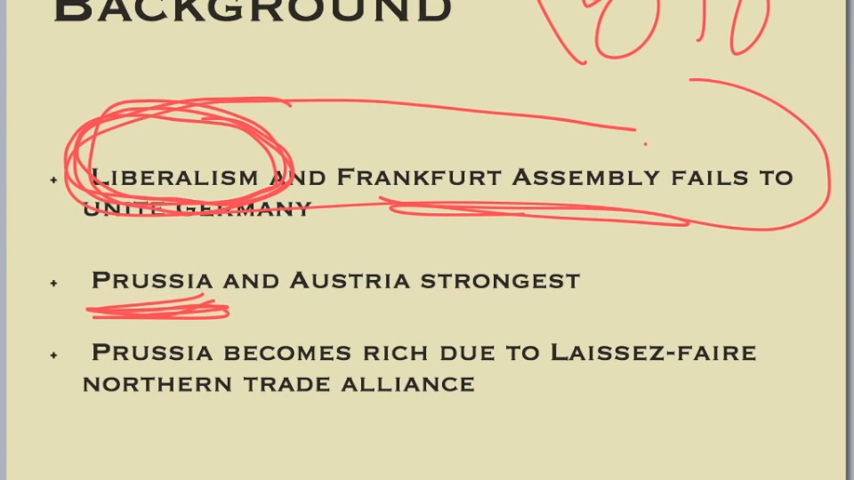 BACKGROUND
LIBERALISM AND FRANKFURT ASSEMBLY FAILS TO
UNITE GERMANY
PRUSSIA AND AUSTRIA STRONGEST
PRUSSIA BECOMES RICH DUE TO LAISSEZ-FAIRE
NORTHERN TRADE ALLIANCE